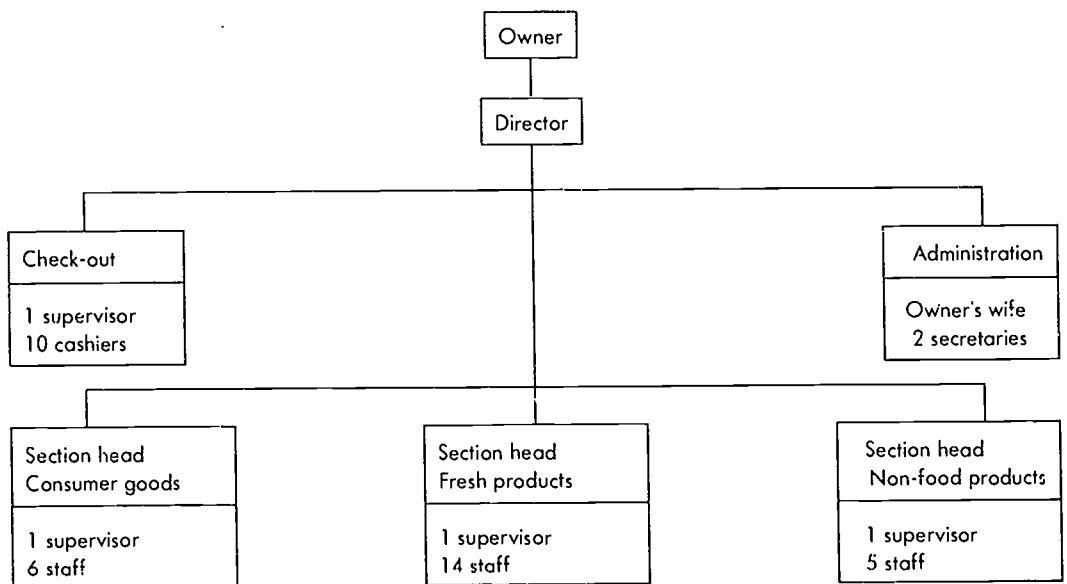 Owner
Director
Check-out
1 supervisor
10 cashiers
Administration
Owner's wife
2 secretaries
Section head
Consumer goods
1 supervisor
6 staff
Section head
Fresh products
1 supervisor
14 staff
Section head
Non-food products
1 supervisor
5 staff